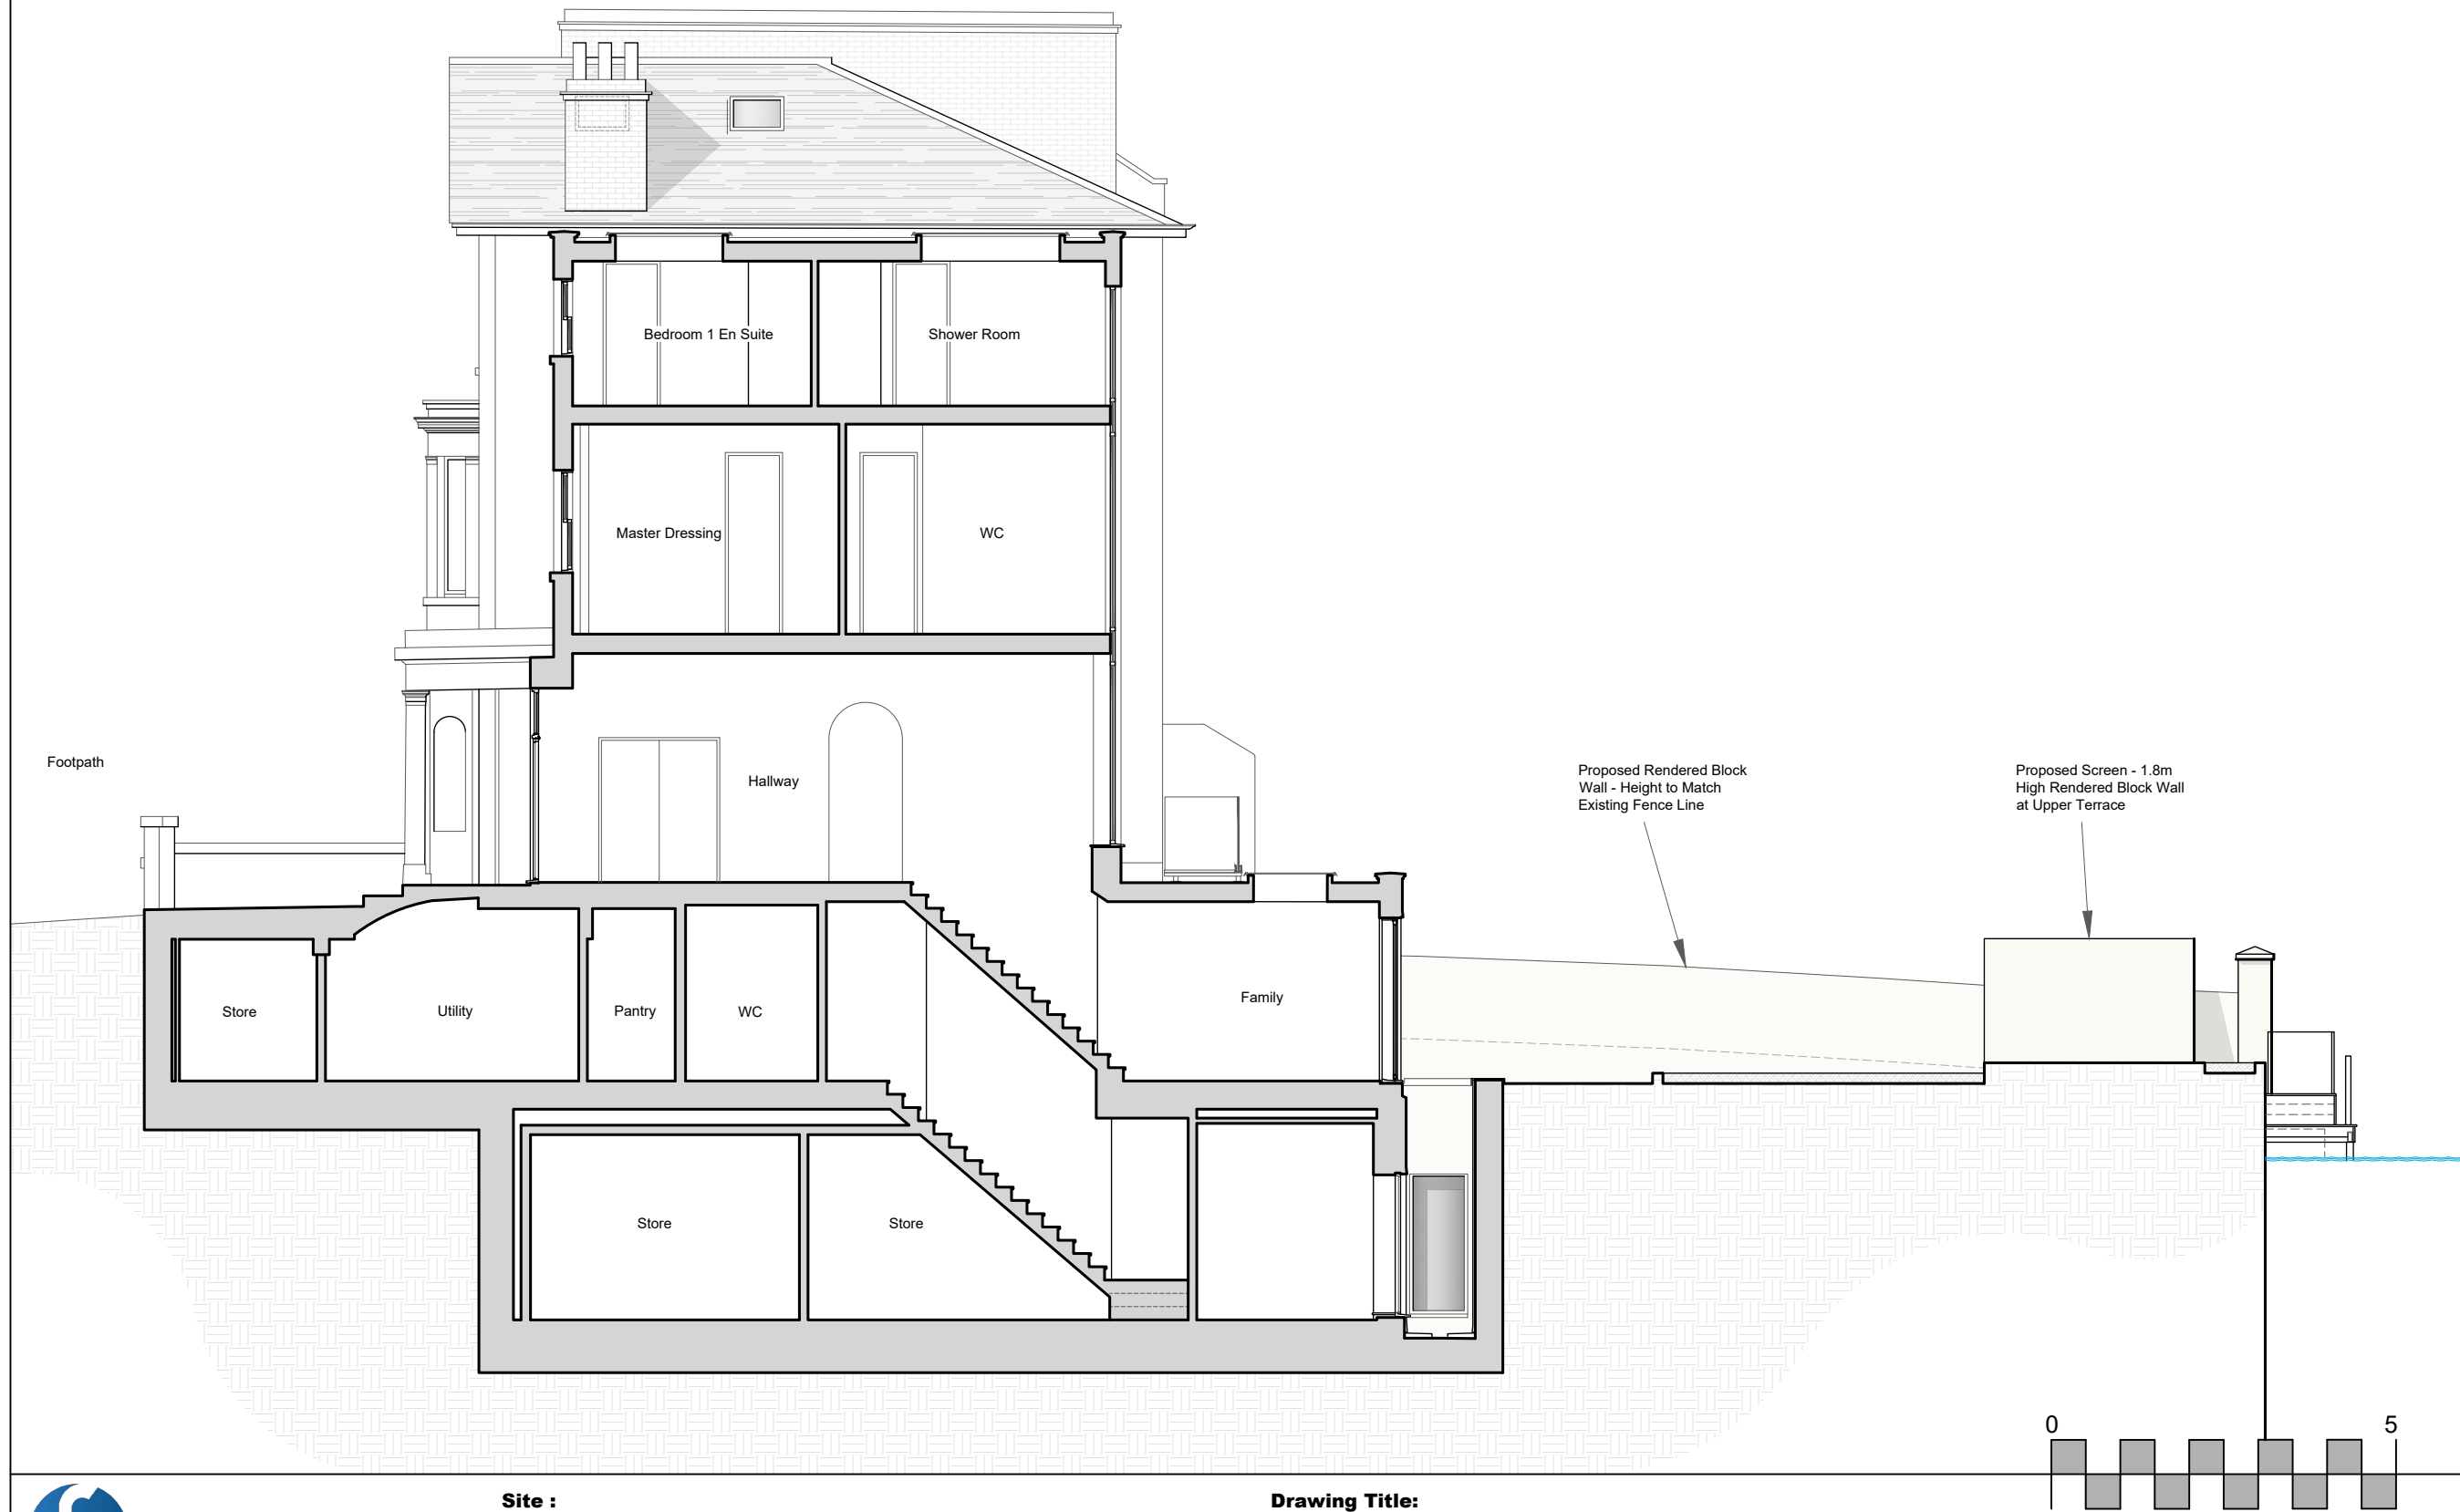 Bedroom 1 En Suite
Shower Room
Master Dressing
WC
Footpath
Hallway
Proposed Rendered Block
Wall - Height to Match
Existing Fence Line
Proposed Screen - 1.8m
High Rendered Block Wall
at Upper Terrace
Store
Utility
Pantry
WC
Family
Store
Store
0
5
Site :
Drawing Title: